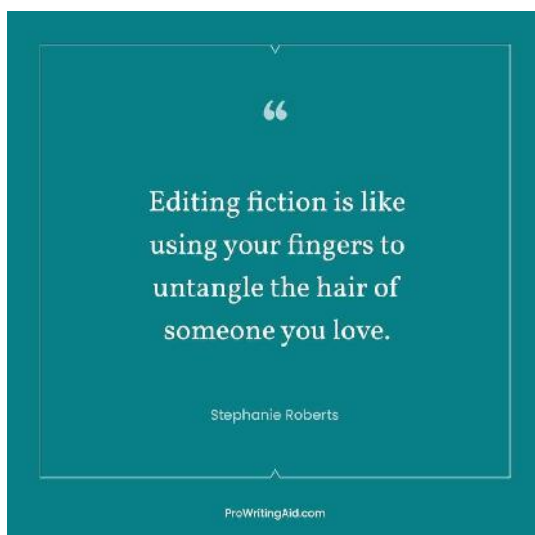 “
Editing fiction is like
using your fingers to
untangle the hair of
someone you love.
Stephanie Roberts
ProWritingAid.com